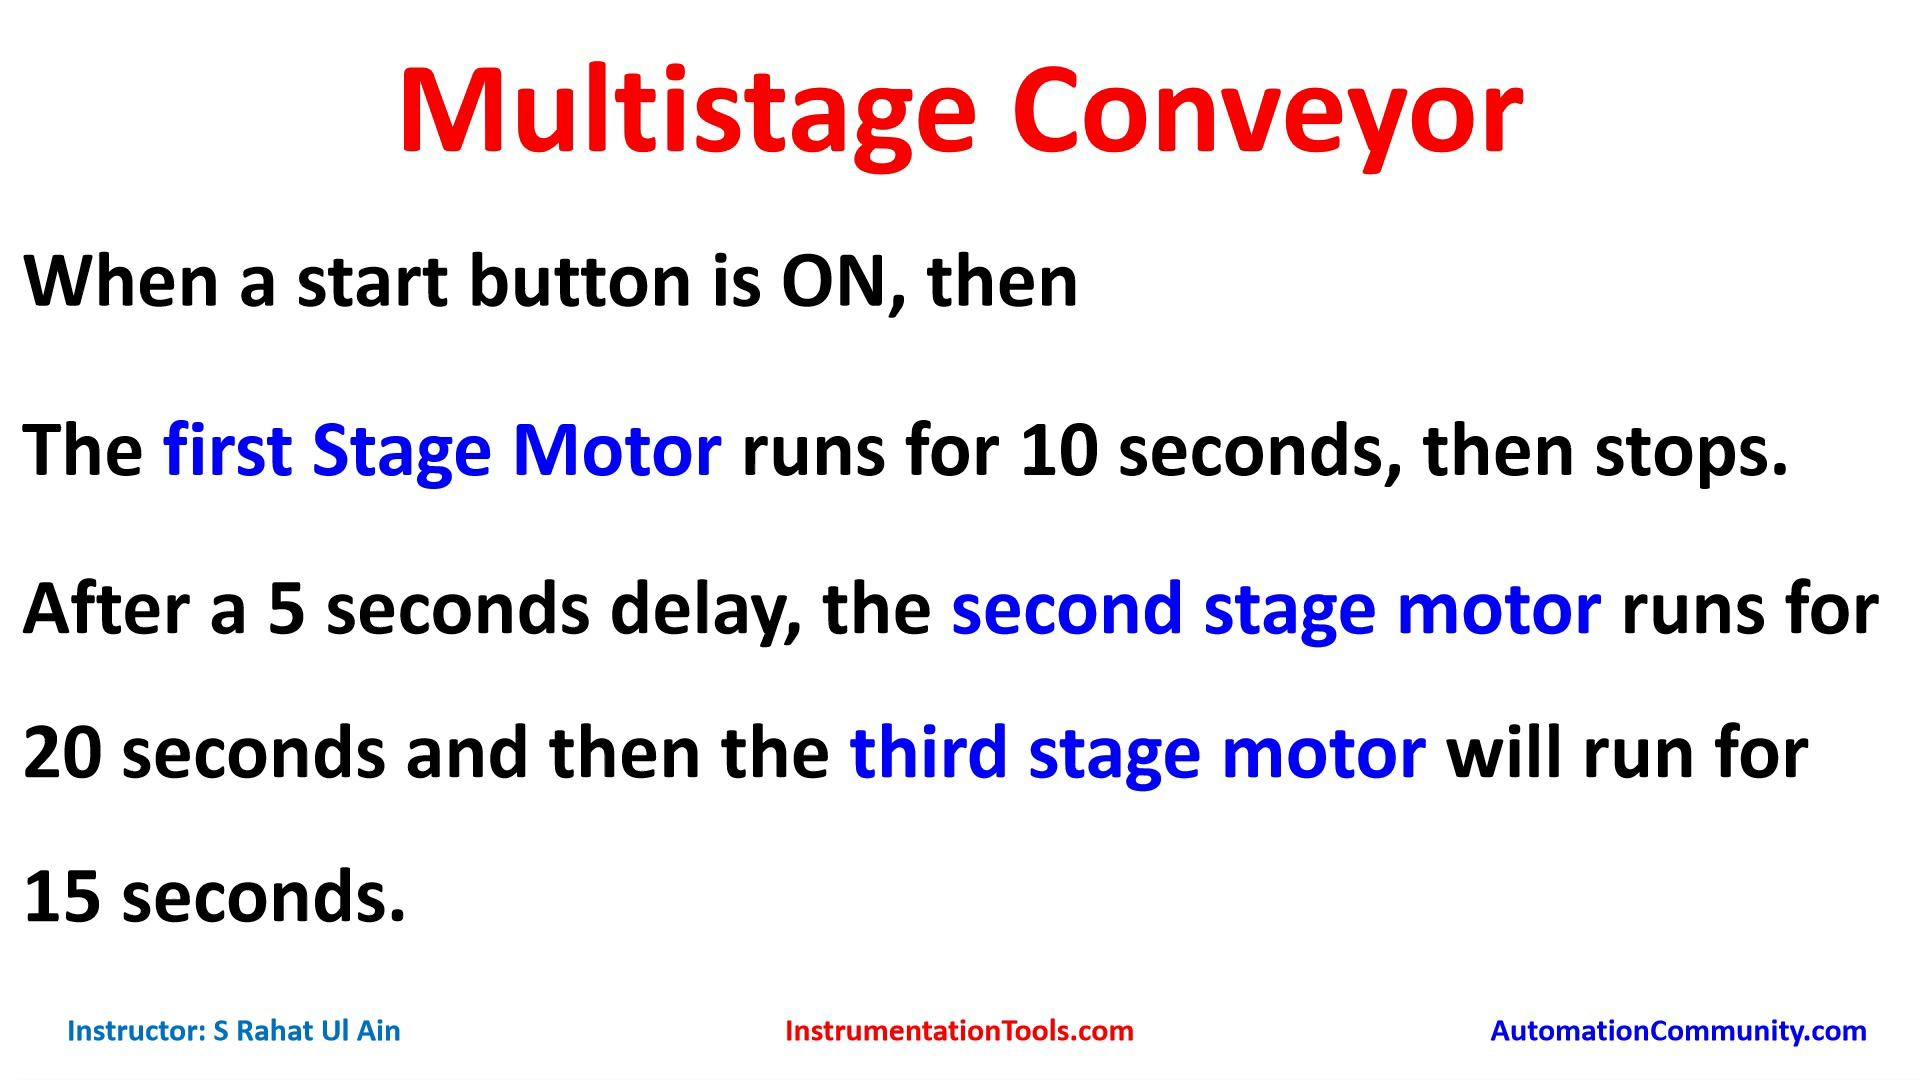 Multistage Conveyor
When a start button is ON, then
The first Stage Motor runs for 10 seconds, then stops.
After a 5 seconds delay, the second stage motor runs for
20 seconds and then the third stage motor will run for
15 seconds.
Instructor: S Rahat Ul Ain
InstrumentationTools.com
AutomationCommunity.com